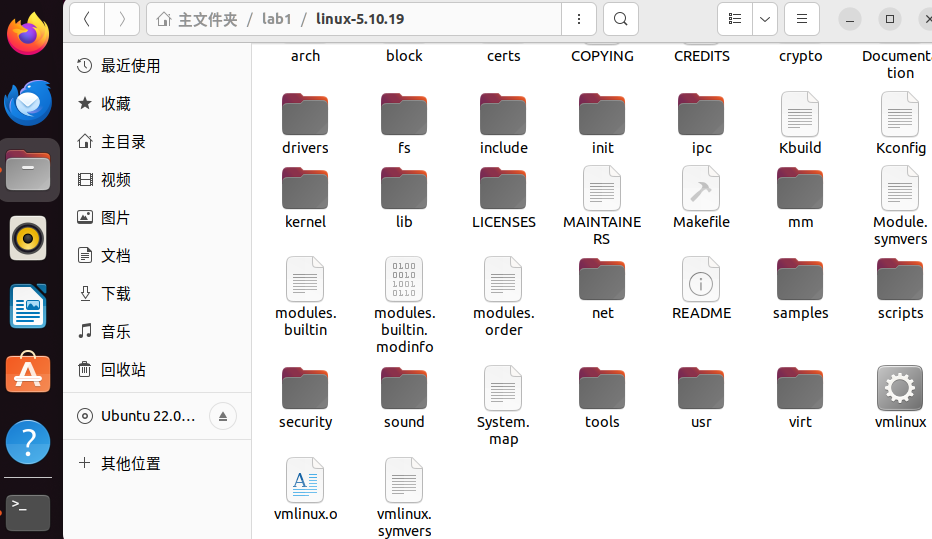 主文件夹 / lab1 / linux-5.10.19
最近使用
收藏
主目录
视频
图片
文档
下载
音乐
回收站
Ubuntu 22.0...
其他位置
arch
block
certs
COPYING
CREDITS
crypto
Documenta
tion
drivers
fs
include
init
ipc
Kbuild
Kconfig
kernel
lib
LICENSES
MAINTAINE
RS
Makefile
mm
Module.
symvers
modules.
builtin
modules.
builtin.
modinfo
modules.
order
net
README
samples
scripts
security
sound
System.
map
tools
usr
virt
vmlinux
vmlinux.o
vmlinux.
symvers